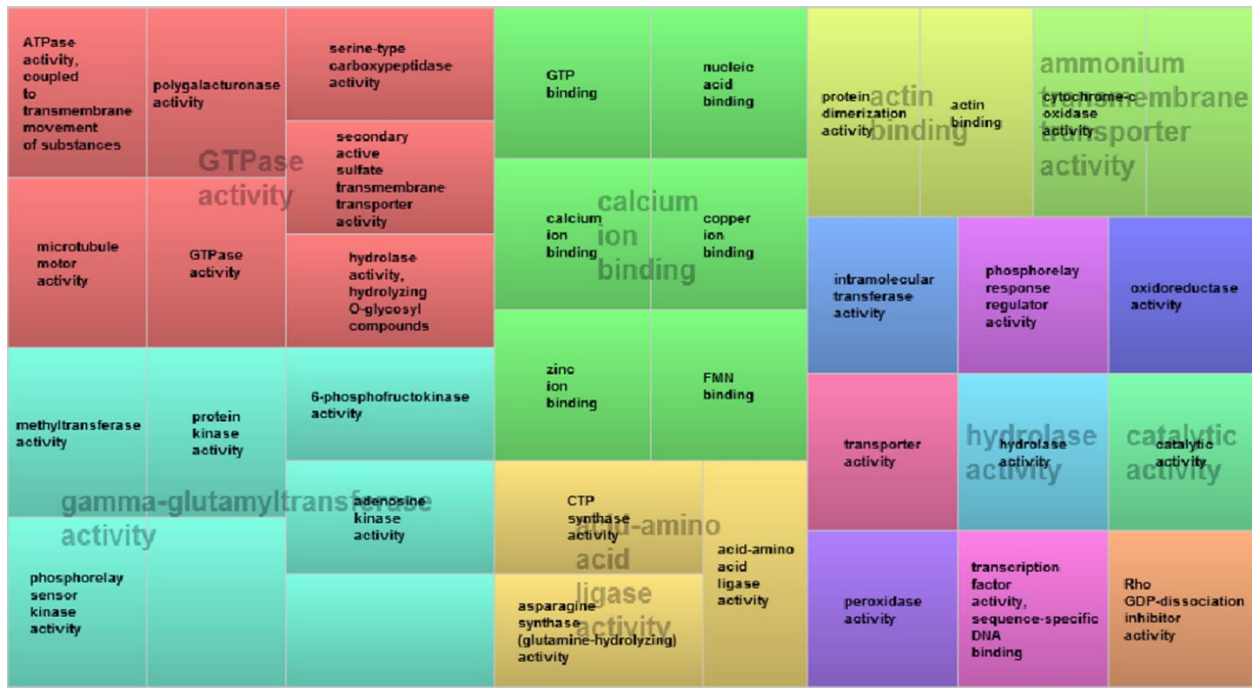 ATPase
activity,
coupled
to
transmembrane
movement
of substances
polygalacturonase
activity
serine-type
carboxypeptidase
activity
secondary
active
sulfate
transmembrane
transporter
activity
microtubule
motor
activity
GTPase
activity
hydrolase
activity,
hydrolyzing
O-glycosyl
compounds
GTPase
activity
methyltransferase
activity
protein
kinase
activity
6-phosphofructokinase
activity
adenosine
kinase
activity
phosphorelay
sensor
kinase
activity
gamma-glutamyltransferase
activity
GTP
binding
nucleic
acid
binding
calcium
ion
binding
copper
ion
binding
zinc
ion
binding
FMN
binding
calcium
ion
binding
CTP
synthase
activity
asparagine
synthase
(glutamine-hydrolyzing)
activity
acid-amino
acid
ligase
activity
acid-amino
acid
ligase
activity
protein
dimerization
activity
actin
binding
actin
binding
cytochrome-c
oxidase
activity
ammonium
transmembrane
transporter
activity
intramolecular
transferase
activity
phosphorelay
response
regulator
activity
oxidoreductase
activity
transporter
activity
hydrolase
activity
hydrolase
activity
catalytic
activity
catalytic
activity
peroxidase
activity
transcription
factor
activity,
sequence-specific
DNA
binding
Rho
GDP-dissociation
inhibitor
activity